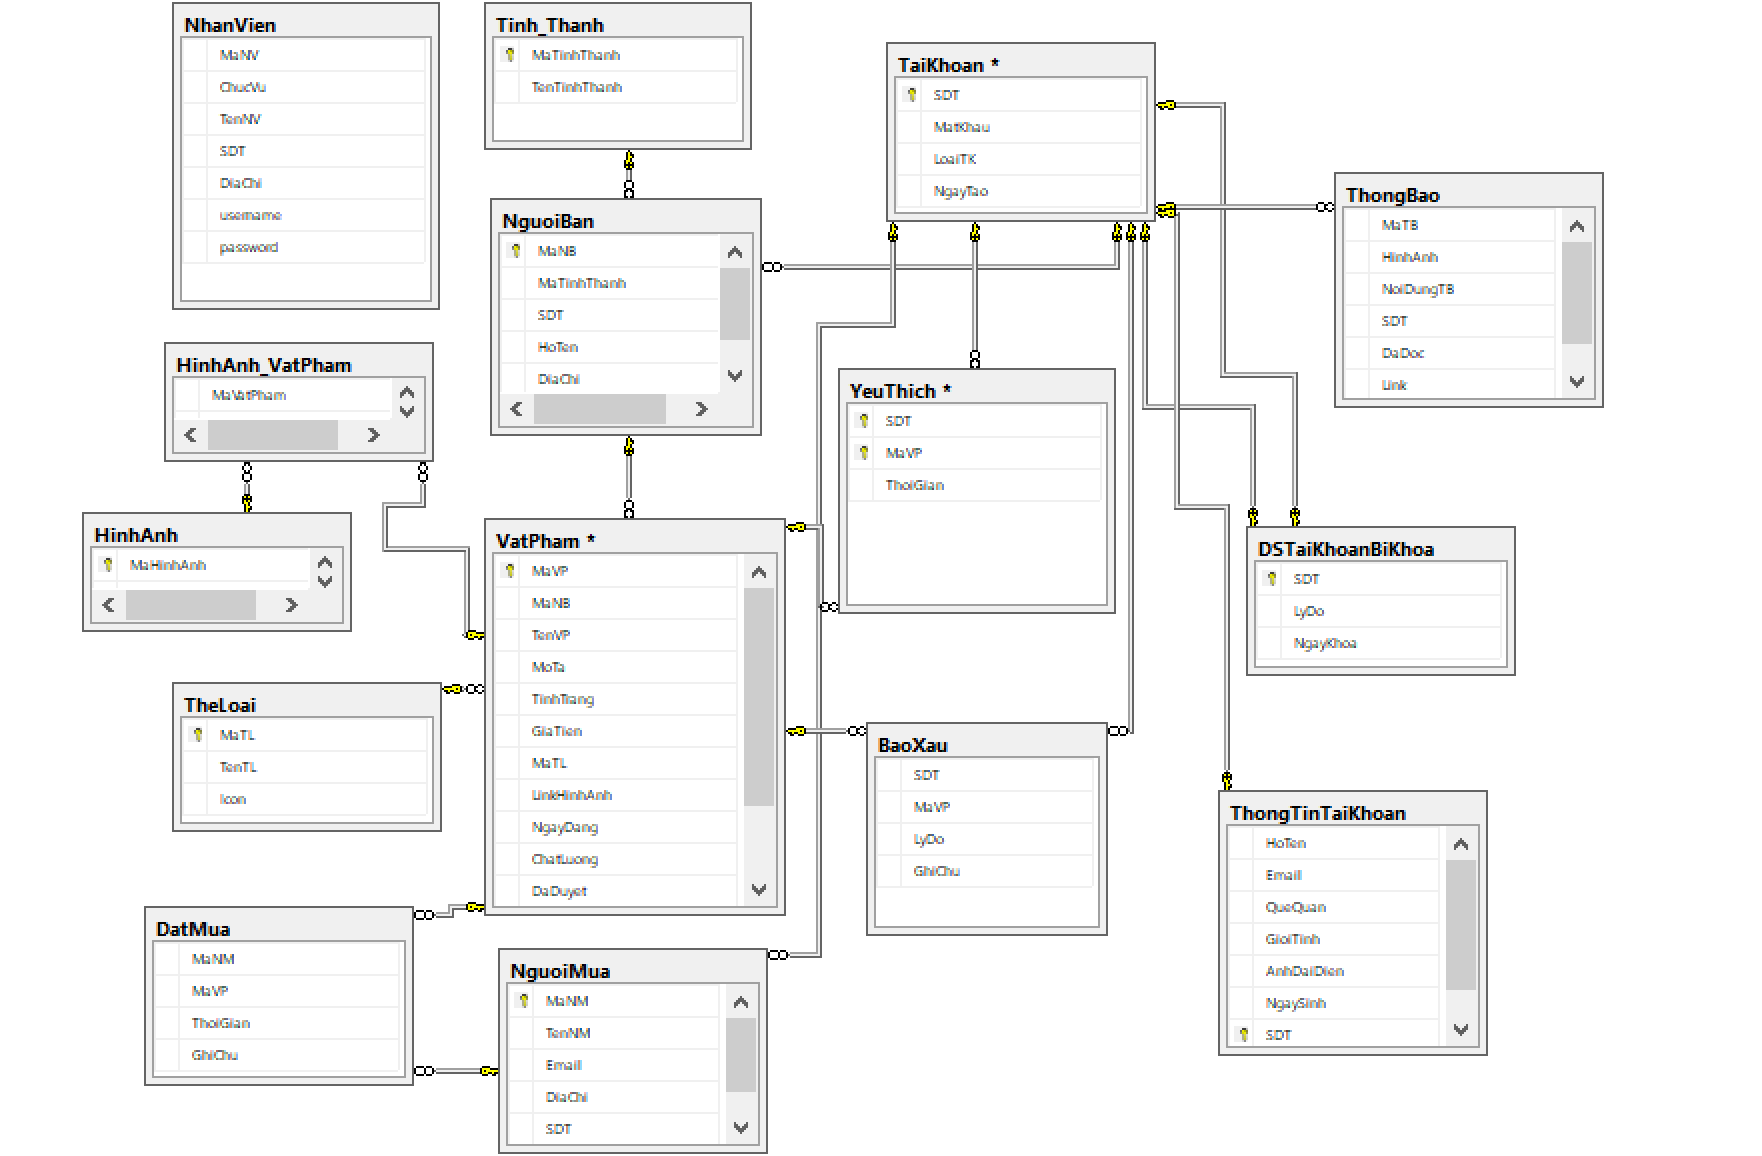 NhanVien
MaNV
ChucVu
TenNV
SDT
DiaChi
username
password
Tinh_Thanh
MaTinhThanh
TenTinhThanh
TaiKhoan *
SDT
MatKhau
LoaiTK
NgayTao
ThongBao
MaTB
HinhAnh
NoiDungTB
SDT
DaDoc
Link
NguoiBan
MaNB
MaTinhThanh
SDT
HoTen
DiaChi
HinhAnh_VatPham
MaVatPham
YeuThich *
SDT
MaVP
ThoiGian
HinhAnh
MaHinhAnh
VatPham *
MaVP
MaNB
TenVP
MoTa
TinhTrang
GiaTien
MaTL
LinkHinhAnh
NgayDang
ChatLuong
DaDuyet
DSTaiKhoanBiKhoa
SDT
LyDo
NgayKhoa
TheLoai
MaTL
TenTL
Icon
BaoXau
SDT
MaVP
LyDo
GhiChu
ThongTinTaiKhoan
HoTen
Email
QueQuan
GioiTinh
AnhDaiDien
NgaySinh
SDT
DatMua
MaNM
MaVP
ThoiGian
GhiChu
NguoiMua
MaNM
TenNM
Email
DiaChi
SDT